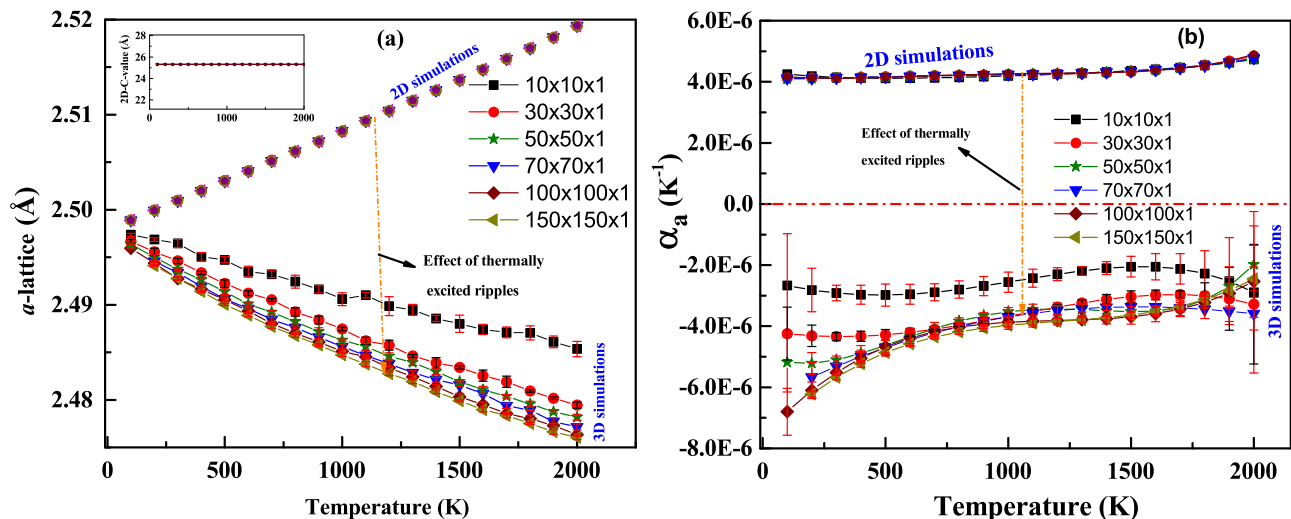 2.52
2.51
2.50
2.49
2.48
a-lattice (Å)
0
500
1000
1500
2000
Temperature (K)
(a)
2D-C-value (Å)
28
26
24
22
0
1000
2000
2D simulations
10x10x1
30x30x1
50x50x1
70x70x1
100x100x1
150x150x1
Effect of thermally
excited ripples
3D simulations
6.0E-6
4.0E-6
2.0E-6
0.0
-2.0E-6
-4.0E-6
-6.0E-6
-8.0E-6
αa (K-1)
0
500
1000
1500
2000
Temperature (K)
(b)
2D simulations
Effect of thermally
excited ripples
10x10x1
30x30x1
50x50x1
70x70x1
100x100x1
150x150x1
3D simulations